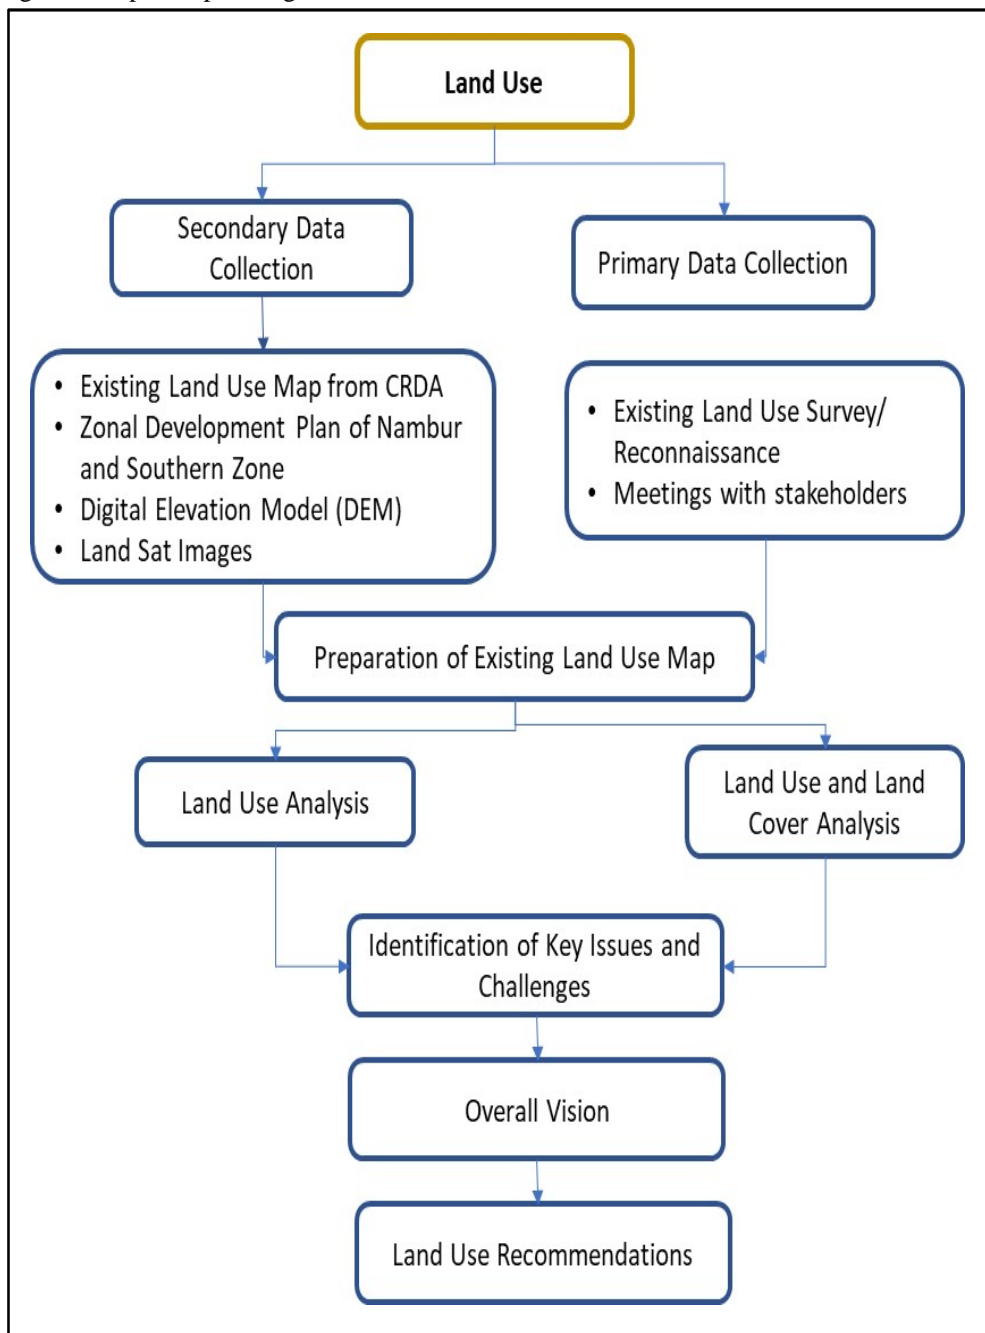 Land Use
Secondary Data
Collection
Primary Data Collection
• Existing Land Use Map from CRDA
• Zonal Development Plan of Nambur
and Southern Zone
• Digital Elevation Model (DEM)
• Land Sat Images
• Existing Land Use Survey/
Reconnaissance
• Meetings with stakeholders
Preparation of Existing Land Use Map
Land Use Analysis
Land Use and Land
Cover Analysis
Identification of Key Issues and
Challenges
Overall Vision
Land Use Recommendations